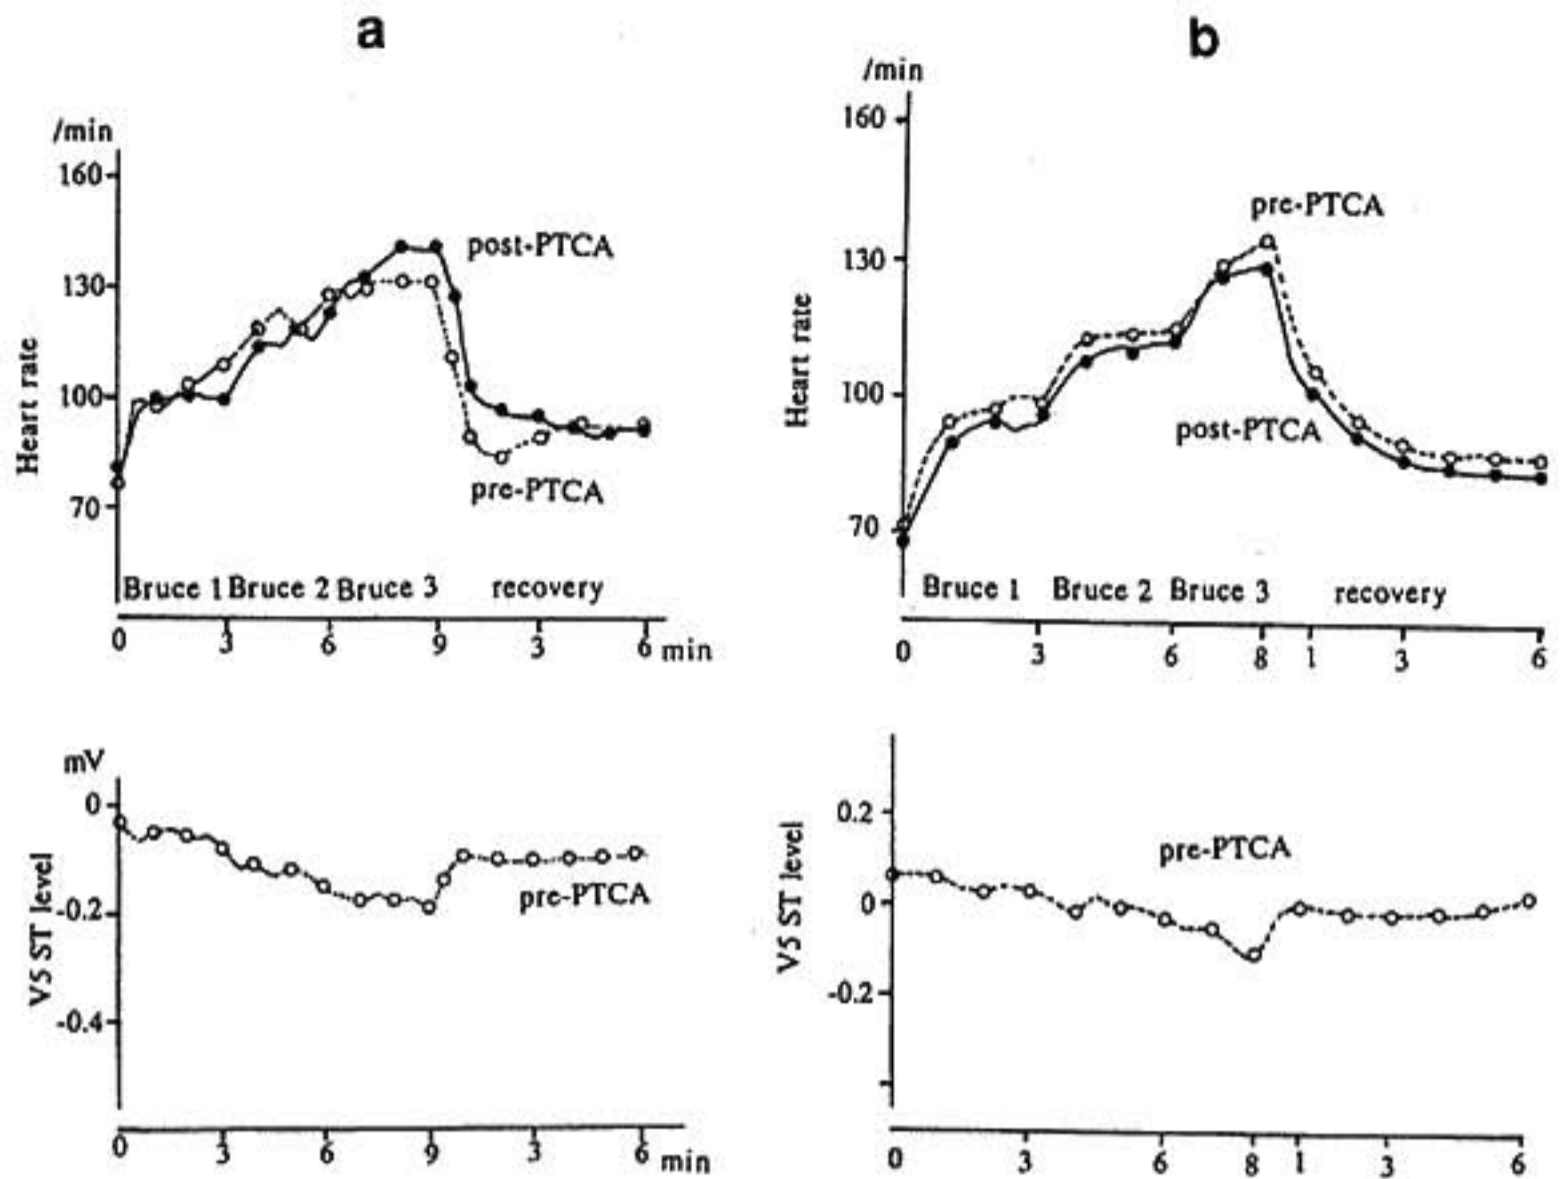 a
/min
160
130
100
70
Heart rate
post-PTCA
pre-PTCA
Bruce 1 Bruce 2 Bruce 3 recovery
0 3 6 9 3 6 min
b
/min
160
130
100
70
Heart rate
pre-PTCA
post-PTCA
Bruce 1 Bruce 2 Bruce 3 recovery
0 3 6 8 1 3 6
mV
0
-0.2
-0.4
V5 ST level
pre-PTCA
0 3 6 9 3 6 min
0.2
0
-0.2
V5 ST level
pre-PTCA
0 3 6 8 1 3 6